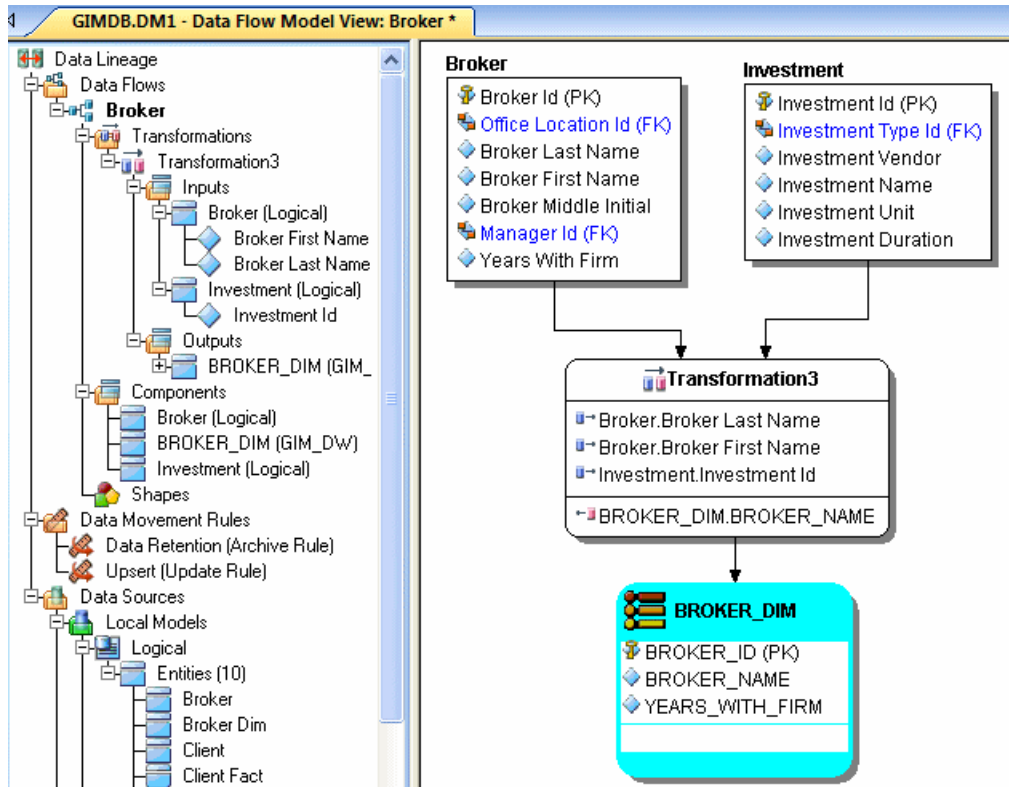 GIMDB.DM1 - Data Flow Model View: Broker *
Data Lineage
Data Flows
Broker
Transformations
Transformation3
Inputs
Broker (Logical)
Broker First Name
Broker Last Name
Investment (Logical)
Investment Id
Outputs
BROKER_DIM (GIM_
Components
Broker (Logical)
BROKER_DIM (GIM_DW)
Investment (Logical)
Shapes
Data Movement Rules
Data Retention (Archive Rule)
Upsert (Update Rule)
Data Sources
Local Models
Logical
Entities (10)
Broker
Broker Dim
Client
Client Fact
Broker
Broker Id (PK)
Office Location Id (FK)
Broker Last Name
Broker First Name
Broker Middle Initial
Manager Id (FK)
Years With Firm
Investment
Investment Id (PK)
Investment Type Id (FK)
Investment Vendor
Investment Name
Investment Unit
Investment Duration
Transformation3
Broker.Broker Last Name
Broker.Broker First Name
Investment.Investment Id
BROKER_DIM.BROKER_NAME
BROKER_DIM
BROKER_ID (PK)
BROKER_NAME
YEARS_WITH_FIRM